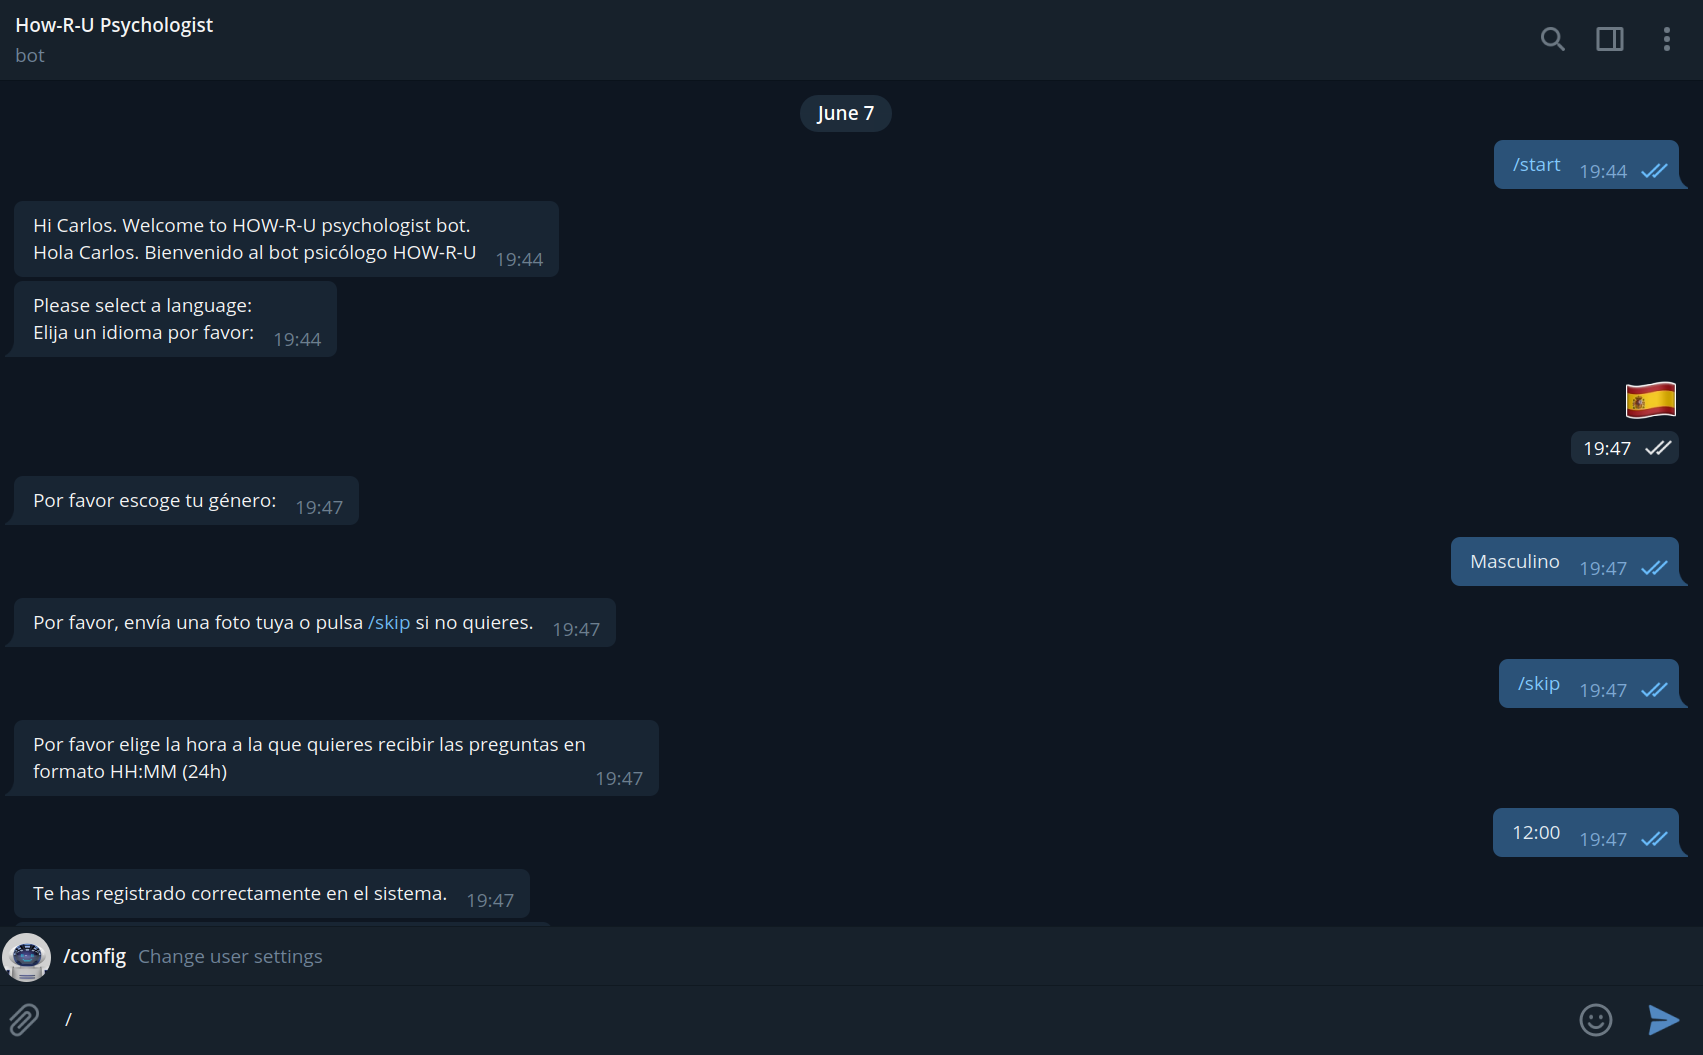 How-R-U Psychologist
bot
June 7
/start 19:44
Hi Carlos. Welcome to HOW-R-U psychologist bot.
Hola Carlos. Bienvenido al bot psicólogo HOW-R-U 19:44
Please select a language:
Elija un idioma por favor: 19:44
19:47
Por favor escoge tu género: 19:47
Masculino 19:47
Por favor, envía una foto tuya o pulsa /skip si no quieres. 19:47
/skip 19:47
Por favor elige la hora a la que quieres recibir las preguntas en
formato HH:MM (24h) 19:47
12:00 19:47
Te has registrado correctamente en el sistema. 19:47
/config Change user settings
/